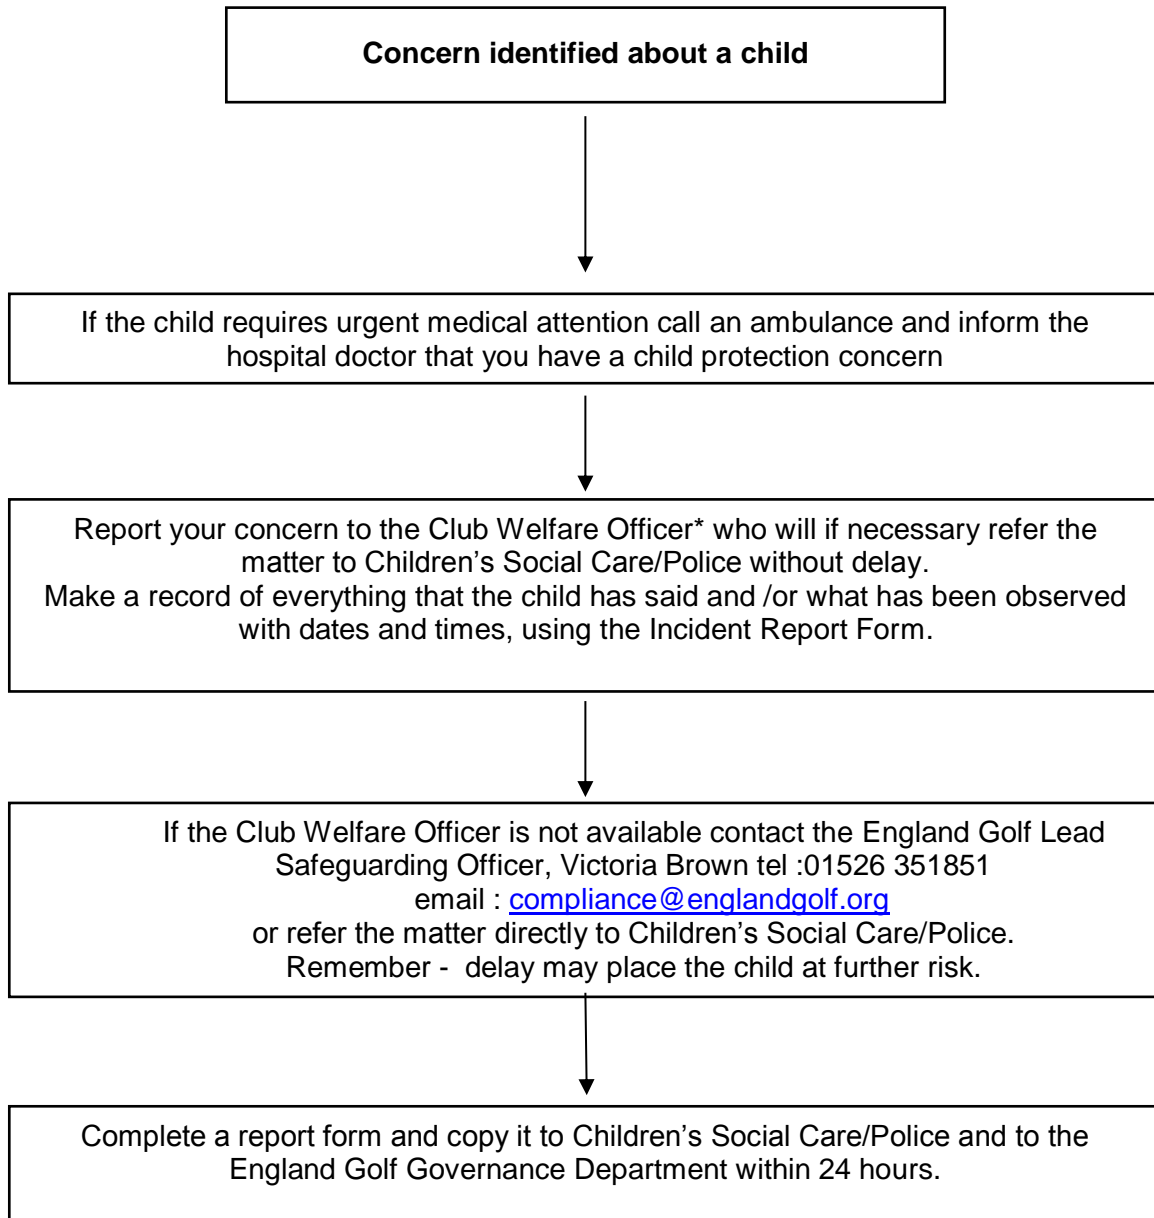 Concern identified about a child
If the child requires urgent medical attention call an ambulance and inform the
hospital doctor that you have a child protection concern
Report your concern to the Club Welfare Officer* who will if necessary refer the
matter to Children’s Social Care/Police without delay.
Make a record of everything that the child has said and /or what has been observed
with dates and times, using the Incident Report Form.
If the Club Welfare Officer is not available contact the England Golf Lead
Safeguarding Officer, Victoria Brown tel :01526 351851
email : compliance@englandgolf.org
or refer the matter directly to Children’s Social Care/Police.
Remember -  delay may place the child at further risk.
Complete a report form and copy it to Children’s Social Care/Police and to the
England Golf Governance Department within 24 hours.